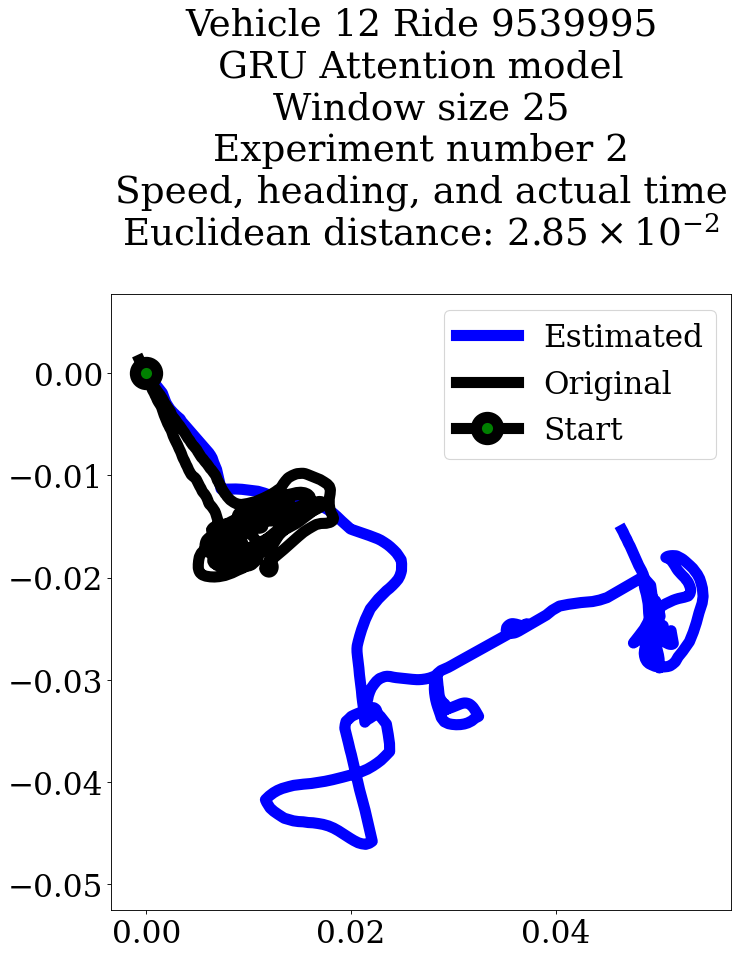 Vehicle 12 Ride 9539995
GRU Attention model
Window size 25
Experiment number 2
Speed, heading, and actual time
Euclidean distance: 2.85 × 10⁻²
Estimated
Original
Start
0.00
−0.01
−0.02
−0.03
−0.04
−0.05
0.00 0.02 0.04